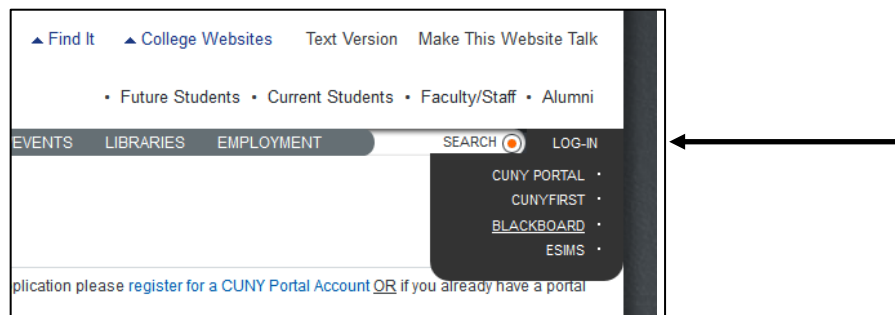 Find It College Websites Text Version Make This Website Talk
• Future Students • Current Students • Faculty/Staff • Alumni
EVENTS LIBRARIES EMPLOYMENT SEARCH LOG-IN
CUNY PORTAL
CUNYFIRST
BLACKBOARD
ESIMS
plication please register for a CUNY Portal Account OR if you already have a portal